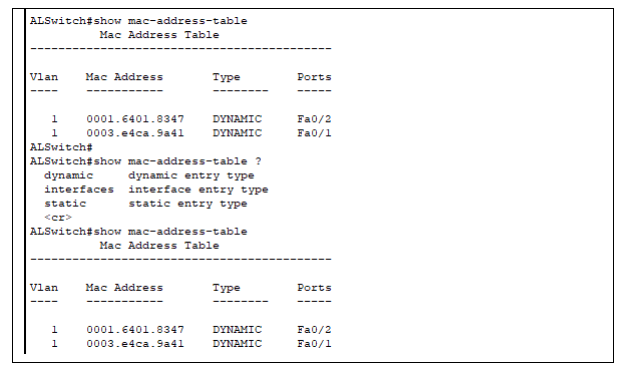 ALSwitch#show mac-address-table
Mac Address Table
-------------------------------------------
Vlan Mac Address Type Ports
---- ----------- -------- -----
1 0001.6401.8347 DYNAMIC Fa0/2
1 0003.e4ca.9a41 DYNAMIC Fa0/1
ALSwitch#
ALSwitch#show mac-address-table ?
dynamic dynamic entry type
interfaces interface entry type
static static entry type
<cr>
ALSwitch#show mac-address-table
Mac Address Table
-------------------------------------------
Vlan Mac Address Type Ports
---- ----------- -------- -----
1 0001.6401.8347 DYNAMIC Fa0/2
1 0003.e4ca.9a41 DYNAMIC Fa0/1